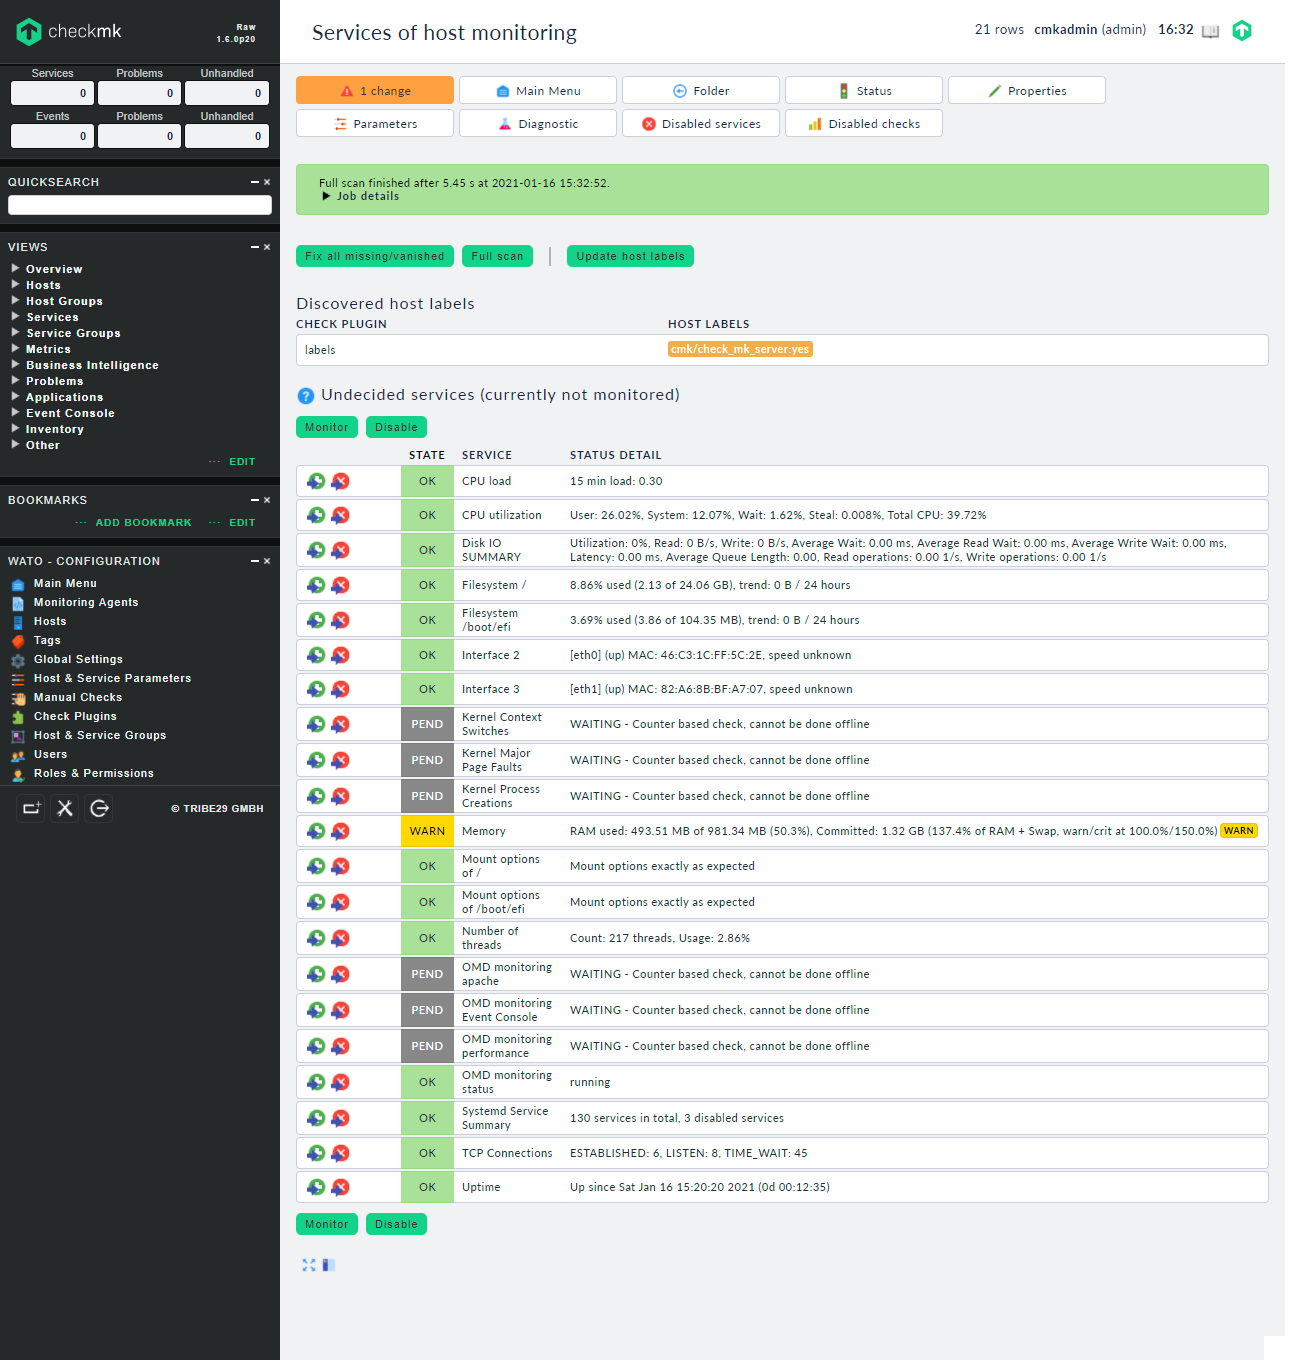 checkmk
Raw
1.6.0p20
Services Problems Unhandled
0 0 0
Events Problems Unhandled
0 0 0
QUICKSEARCH
VIEWS
Overview
Hosts
Host Groups
Services
Service Groups
Metrics
Business Intelligence
Problems
Applications
Event Console
Inventory
Other
EDIT
BOOKMARKS
ADD BOOKMARK EDIT
WATO - CONFIGURATION
Main Menu
Monitoring Agents
Hosts
Tags
Global Settings
Host & Service Parameters
Manual Checks
Check Plugins
Host & Service Groups
Users
Roles & Permissions
© TRIBE29 GMBH
Services of host monitoring
21 rows cmkadmin (admin) 16:32
1 change Main Menu Folder Status Properties
Parameters Diagnostic Disabled services Disabled checks
Full scan finished after 5.45 s at 2021-01-16 15:32:52.
Job details
Fix all missing/vanished Full scan Update host labels
Discovered host labels
CHECK PLUGIN HOST LABELS
labels cmk/check_mk_server:yes
Undecided services (currently not monitored)
Monitor Disable
STATE SERVICE STATUS DETAIL
OK CPU load 15 min load: 0.30
OK CPU utilization User: 26.02%, System: 12.07%, Wait: 1.62%, Steal: 0.008%, Total CPU: 39.72%
OK Disk IO SUMMARY Utilization: 0%, Read: 0 B/s, Write: 0 B/s, Average Wait: 0.00 ms, Average Read Wait: 0.00 ms, Average Write Wait: 0.00 ms,
Latency: 0.00 ms, Average Queue Length: 0.00, Read operations: 0.00 1/s, Write operations: 0.00 1/s
OK Filesystem / 8.86% used (2.13 of 24.06 GB), trend: 0 B / 24 hours
OK Filesystem /boot/efi 3.69% used (3.86 of 104.35 MB), trend: 0 B / 24 hours
OK Interface 2 [eth0] (up) MAC: 46:C3:1C:FF:5C:2E, speed unknown
OK Interface 3 [eth1] (up) MAC: 82:A6:8B:BF:A7:07, speed unknown
PEND Kernel Context Switches WAITING - Counter based check, cannot be done offline
PEND Kernel Major Page Faults WAITING - Counter based check, cannot be done offline
PEND Kernel Process Creations WAITING - Counter based check, cannot be done offline
WARN Memory RAM used: 493.51 MB of 981.34 MB (50.3%), Committed: 1.32 GB (137.4% of RAM + Swap, warn/crit at 100.0%/150.0%) WARN
OK Mount options of / Mount options exactly as expected
OK Mount options of /boot/efi Mount options exactly as expected
OK Number of threads Count: 217 threads, Usage: 2.86%
PEND OMD monitoring apache WAITING - Counter based check, cannot be done offline
PEND OMD monitoring Event Console WAITING - Counter based check, cannot be done offline
PEND OMD monitoring performance WAITING - Counter based check, cannot be done offline
OK OMD monitoring status running
OK Systemd Service Summary 130 services in total, 3 disabled services
OK TCP Connections ESTABLISHED: 6, LISTEN: 8, TIME_WAIT: 45
OK Uptime Up since Sat Jan 16 15:20:20 2021 (0d 00:12:35)
Monitor Disable